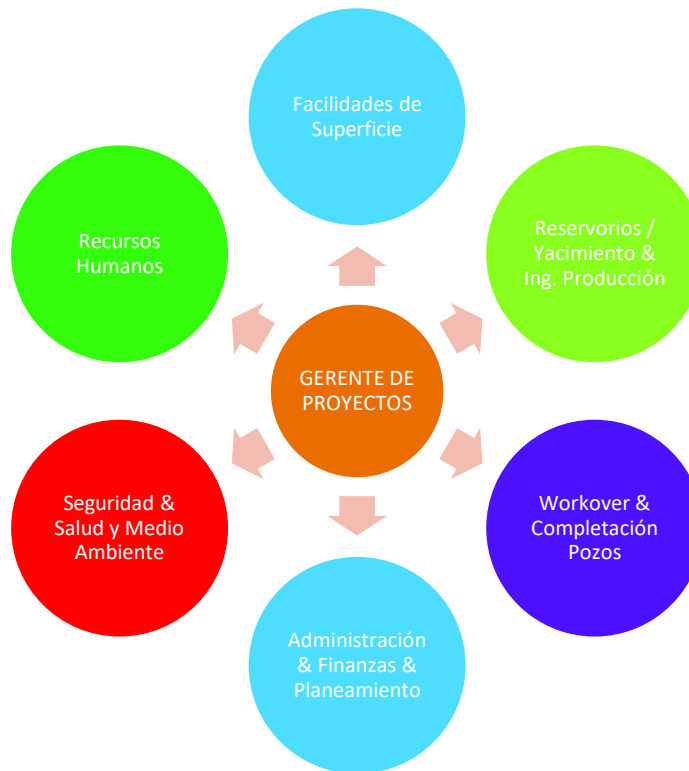 Facilidades de
Superficie
Recursos
Humanos
Reservorios /
Yacimiento &
Ing. Producción
GERENTE DE
PROYECTOS
Seguridad &
Salud y Medio
Ambiente
Workover &
Completación
Pozos
Administración
& Finanzas &
Planeamiento